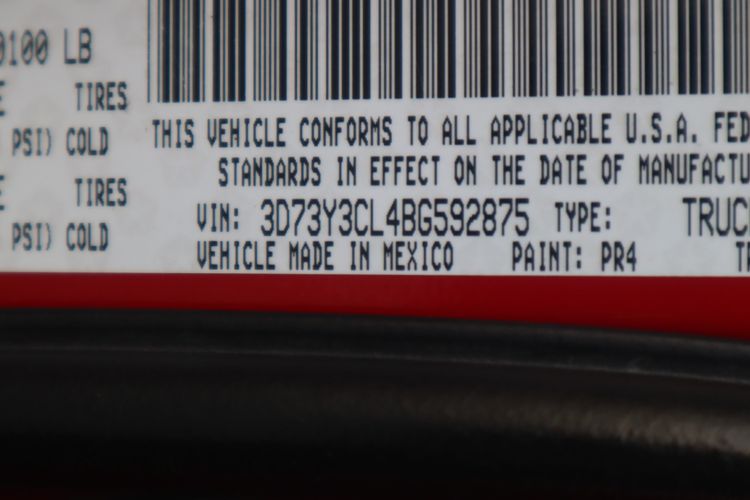 0100 LB
TIRES
PSI) COLD
TIRES
PSI) COLD
THIS VEHICLE CONFORMS TO ALL APPLICABLE U.S.A. FED
STANDARDS IN EFFECT ON THE DATE OF MANUFACTU
VIN: 3D73Y3CL4BG592875 TYPE: TRUC
VEHICLE MADE IN MEXICO PAINT: PR4